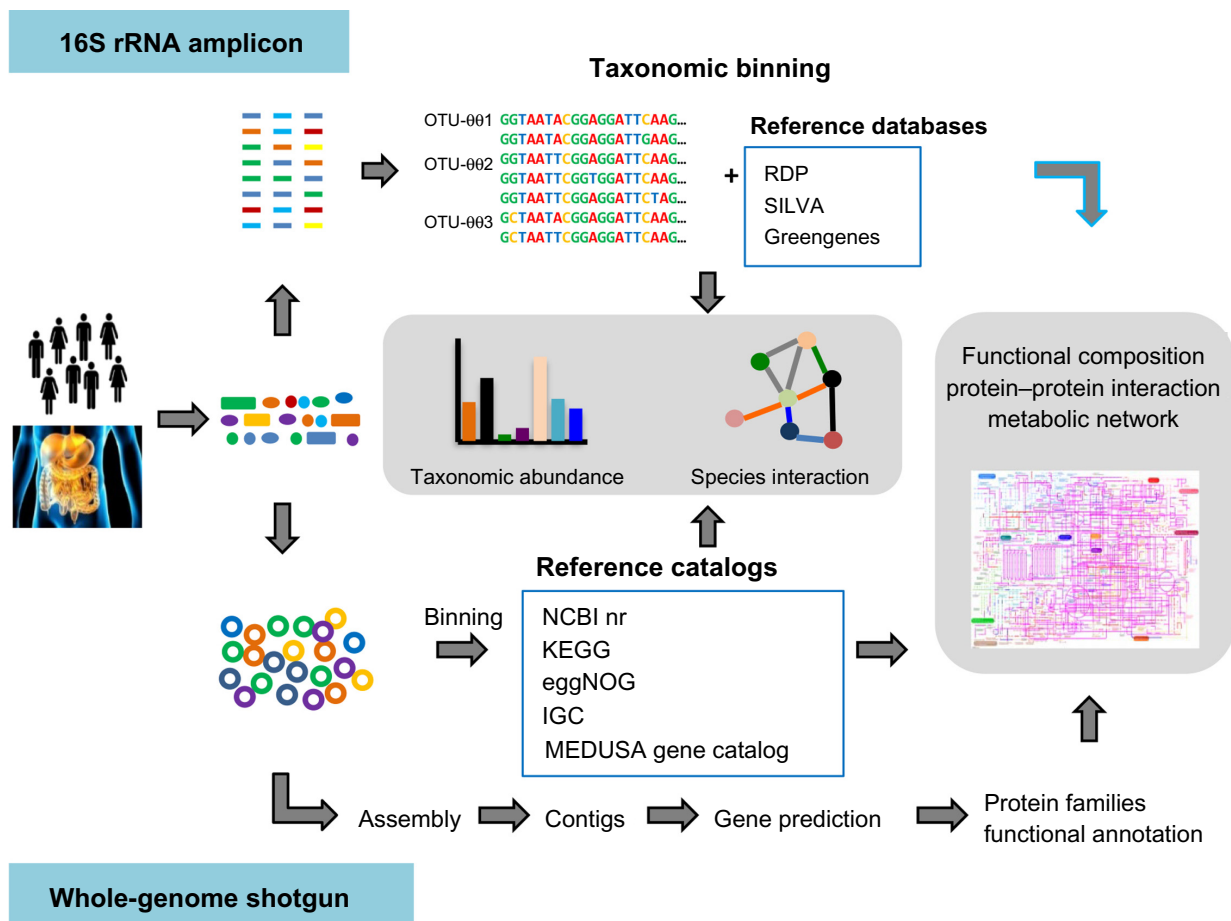 16S rRNA amplicon
Taxonomic binning
OTU-001 GGTAATACGGAGGATTCAAG…
GGTAATACGGAGGATTGAAG…
OTU-002 GGTAATTCGGAGGATTCAAG…
GGTAATTCGGTGGATTCAAG…
GGTAATTCGGAGGATTCTAG…
OTU-003 GCTAATACGGAGGATTCAAG…
GCTAATTCGGAGGATTCAAG…
+
Reference databases
RDP
SILVA
Greengenes
Taxonomic abundance
Species interaction
Functional composition
protein–protein interaction
metabolic network
Binning
Reference catalogs
NCBI nr
KEGG
eggNOG
IGC
MEDUSA gene catalog
Assembly
Contigs
Gene prediction
Protein families
functional annotation
Whole-genome shotgun